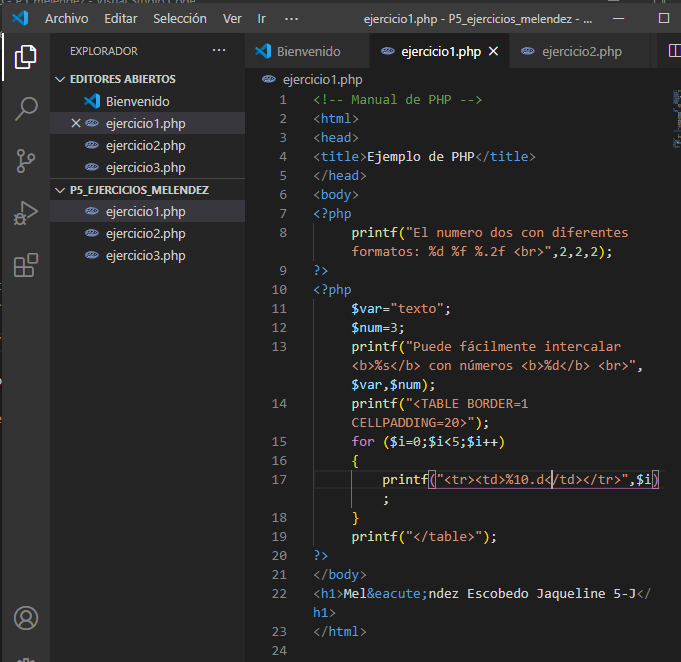 Archivo Editar Selección Ver Ir ··· ejercicio1.php - P5_ejercicios_melendez - ...
EXPLORADOR ···
EDITORES ABIERTOS
Bienvenido
ejercicio1.php
ejercicio2.php
ejercicio3.php
P5_EJERCICIOS_MELENDEZ
ejercicio1.php
ejercicio2.php
ejercicio3.php
Bienvenido ejercicio1.php ejercicio2.php
ejercicio1.php
1 <!-- Manual de PHP -->
2 <html>
3 <head>
4 <title>Ejemplo de PHP</title>
5 </head>
6 <body>
7 <?php
8 printf("El numero dos con diferentes
formatos: %d %f %.2f <br>",2,2,2);
9 ?>
10 <?php
11 $var="texto";
12 $num=3;
13 printf("Puede fácilmente intercalar
<b>%s</b> con números <b>%d</b> <br>",
$var,$num);
14 printf("<TABLE BORDER=1
CELLPADDING=20>");
15 for ($i=0;$i<5;$i++)
16 {
17 printf("<tr><td>%10.d</td></tr>",$i)
;
18 }
19 printf("</table>");
20 ?>
21 </body>
22 <h1>Mel&eacute;ndez Escobedo Jaqueline 5-J</
h1>
23 </html>
24